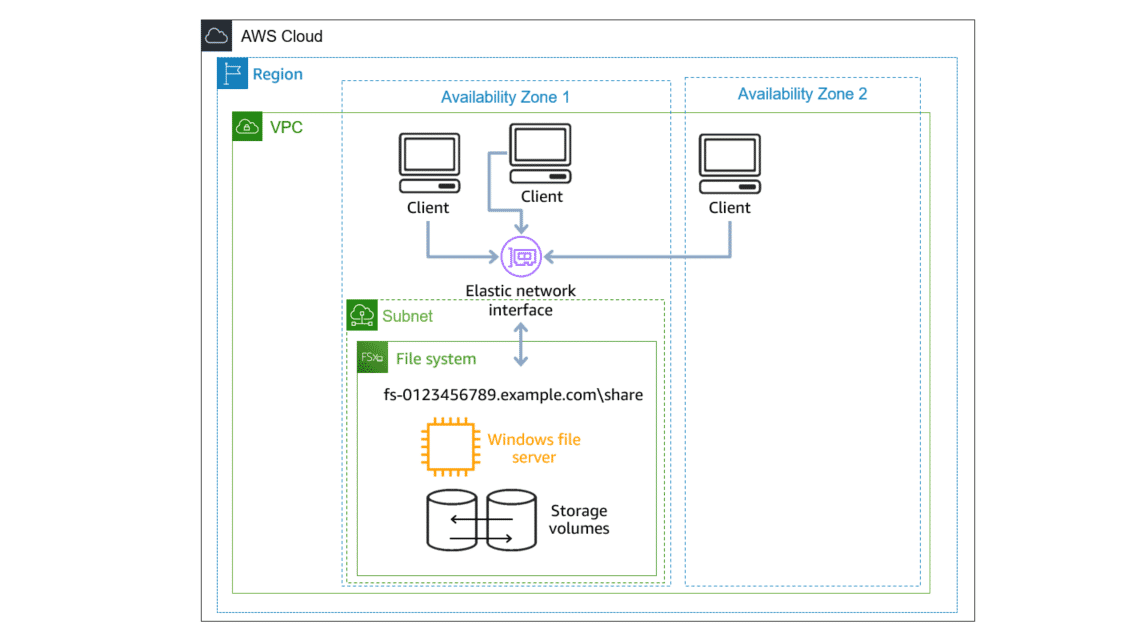 AWS Cloud
Region
Availability Zone 1
Availability Zone 2
VPC
Client
Client
Client
Elastic network
interface
Subnet
FSx
File system
fs-0123456789.example.com\share
Windows file
server
Storage
volumes